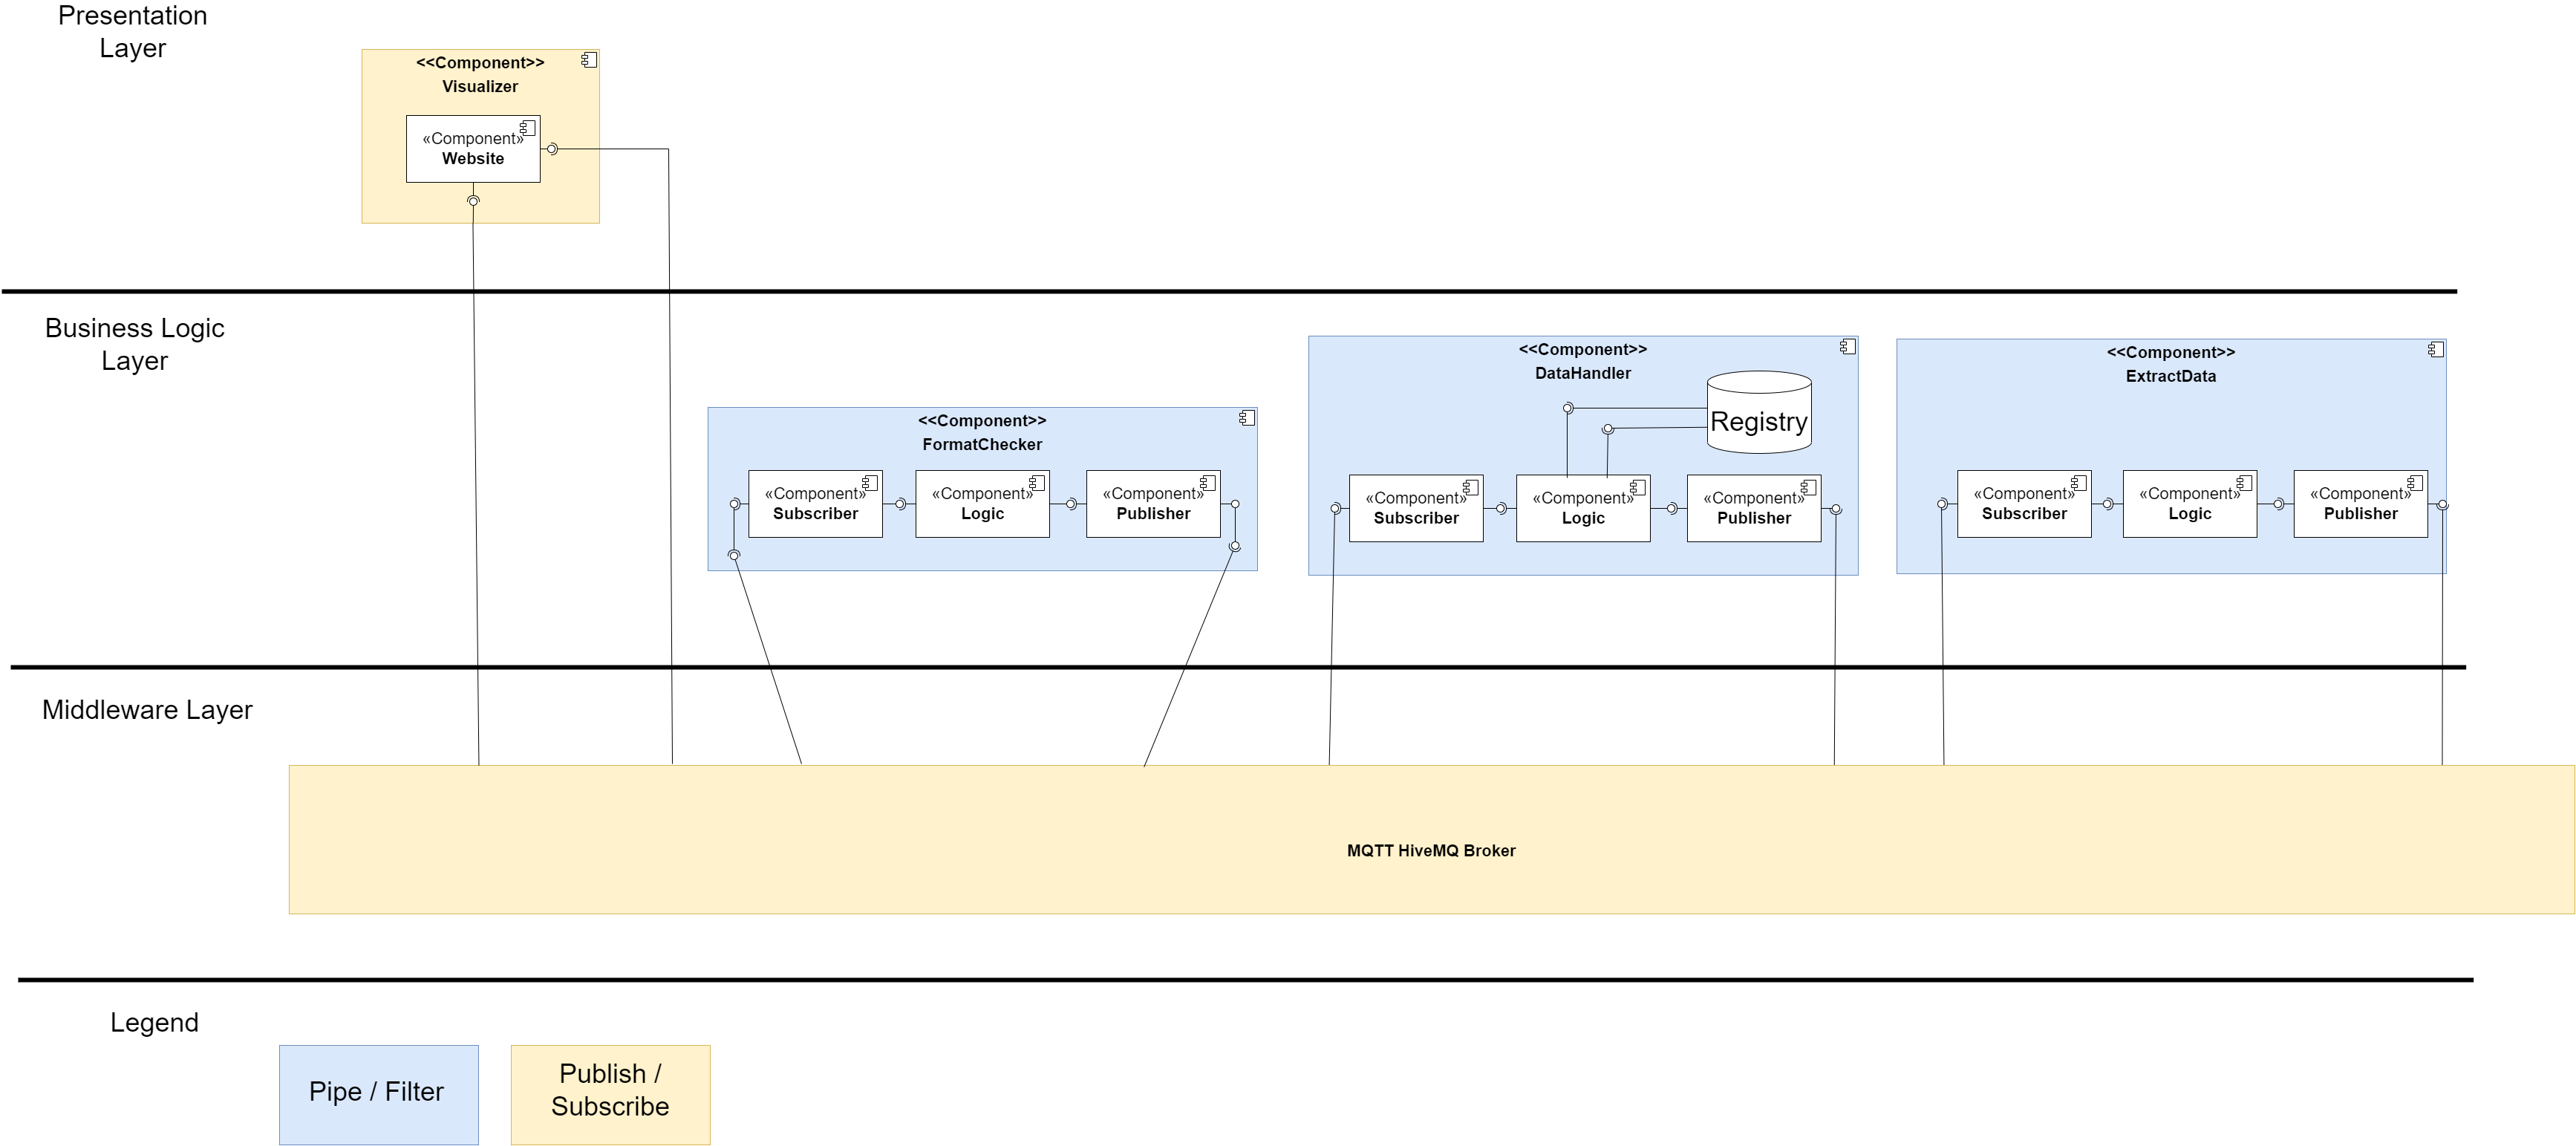 Presentation
Layer
<<Component>>
Visualizer
«Component»
Website
Business Logic
Layer
<<Component>>
FormatChecker
«Component»
Subscriber
«Component»
Logic
«Component»
Publisher
<<Component>>
DataHandler
Registry
«Component»
Subscriber
«Component»
Logic
«Component»
Publisher
<<Component>>
ExtractData
«Component»
Subscriber
«Component»
Logic
«Component»
Publisher
Middleware Layer
MQTT HiveMQ Broker
Legend
Pipe / Filter
Publish /
Subscribe